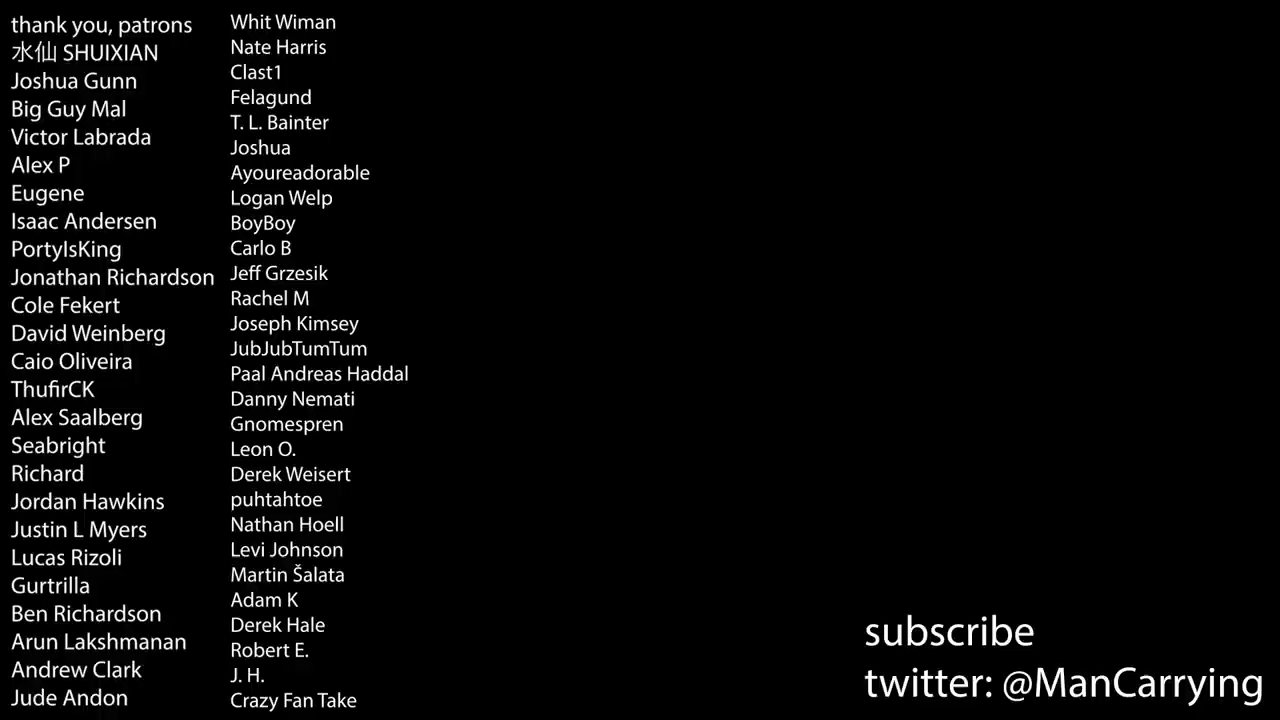 thank you, patrons
水仙 SHUIXIAN
Joshua Gunn
Big Guy Mal
Victor Labrada
Alex P
Eugene
Isaac Andersen
PortyIsKing
Jonathan Richardson
Cole Fekert
David Weinberg
Caio Oliveira
ThufirCK
Alex Saalberg
Seabright
Richard
Jordan Hawkins
Justin L Myers
Lucas Rizoli
Gurtrilla
Ben Richardson
Arun Lakshmanan
Andrew Clark
Jude Andon
Whit Wiman
Nate Harris
Clast1
Felagund
T. L. Bainter
Joshua
Ayoureadorable
Logan Welp
BoyBoy
Carlo B
Jeff Grzesik
Rachel M
Joseph Kimsey
JubJubTumTum
Paal Andreas Haddal
Danny Nemati
Gnomespren
Leon O.
Derek Weisert
puhtahtoe
Nathan Hoell
Levi Johnson
Martin Šalata
Adam K
Derek Hale
Robert E.
J. H.
Crazy Fan Take
subscribe
twitter: @ManCarrying